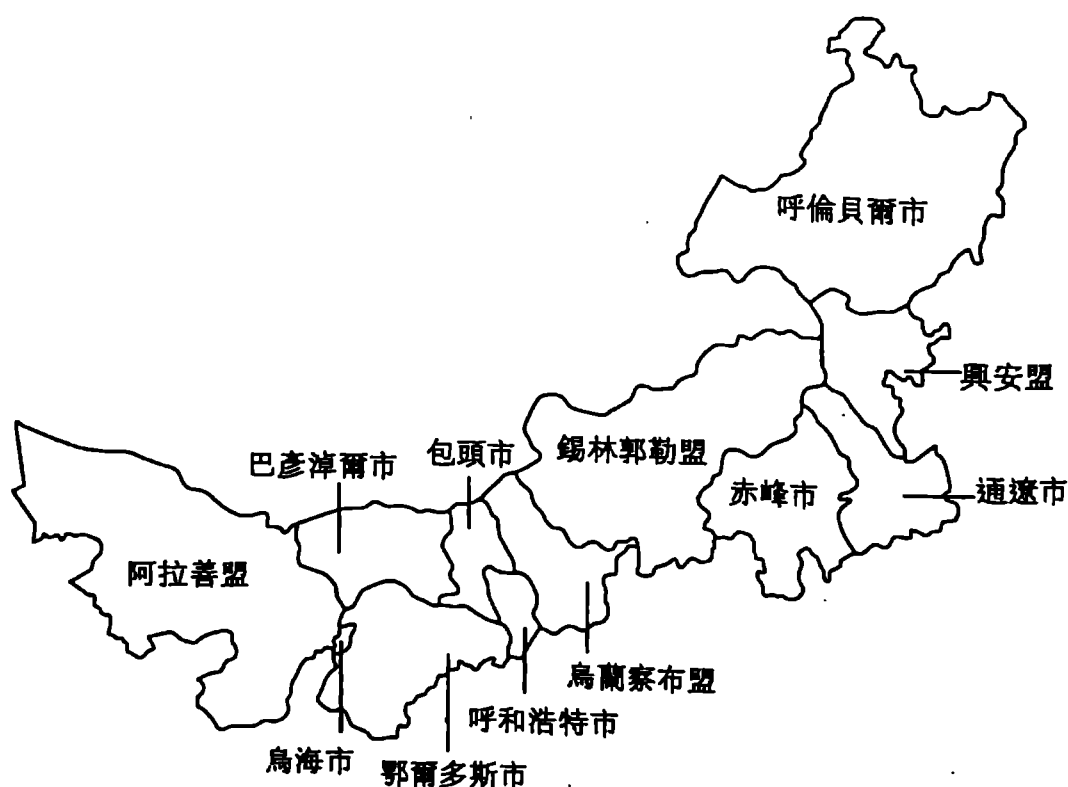 呼倫貝爾市
興安盟
包頭市
錫林郭勒盟
巴彥淖爾市
赤峰市
通遼市
阿拉善盟
烏蘭察布盟
呼和浩特市
烏海市
鄂爾多斯市